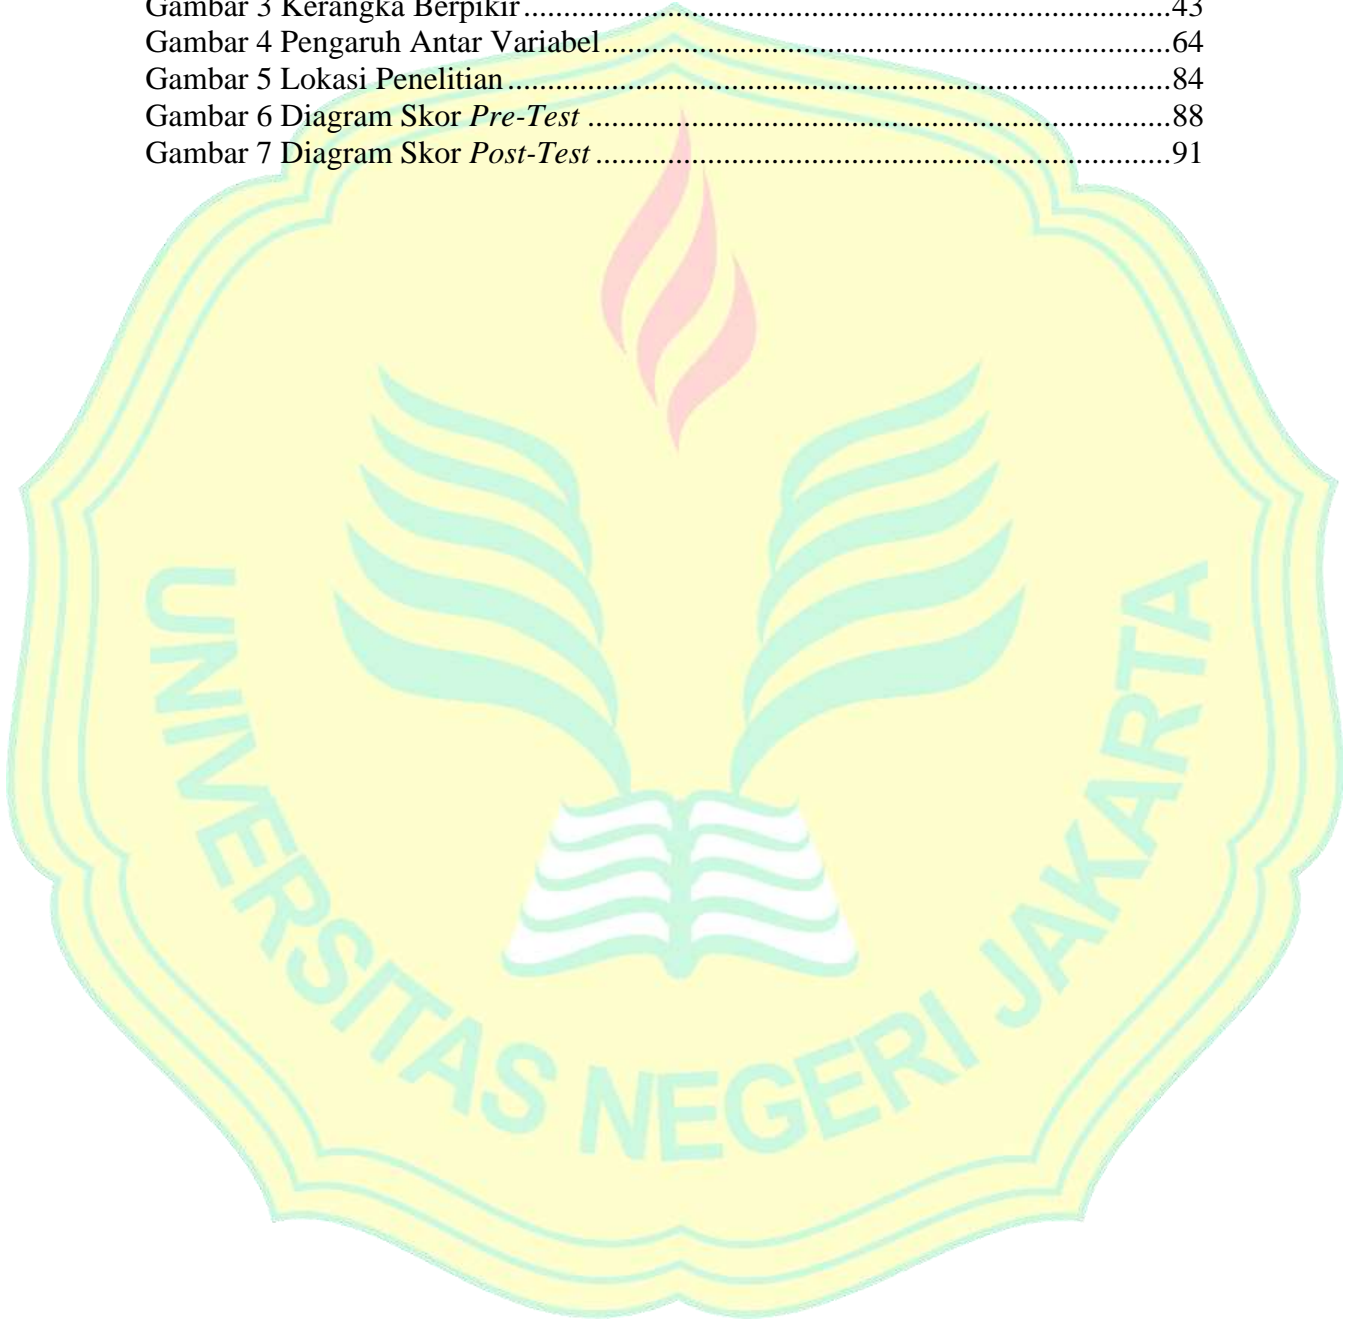 Gambar 3 Kerangka Berpikir................................................................................43
Gambar 4 Pengaruh Antar Variabel......................................................................64
Gambar 5 Lokasi Penelitian..................................................................................84
Gambar 6 Diagram Skor Pre-Test ........................................................................88
Gambar 7 Diagram Skor Post-Test .......................................................................91
UNIVERSITAS NEGERI JAKARTA